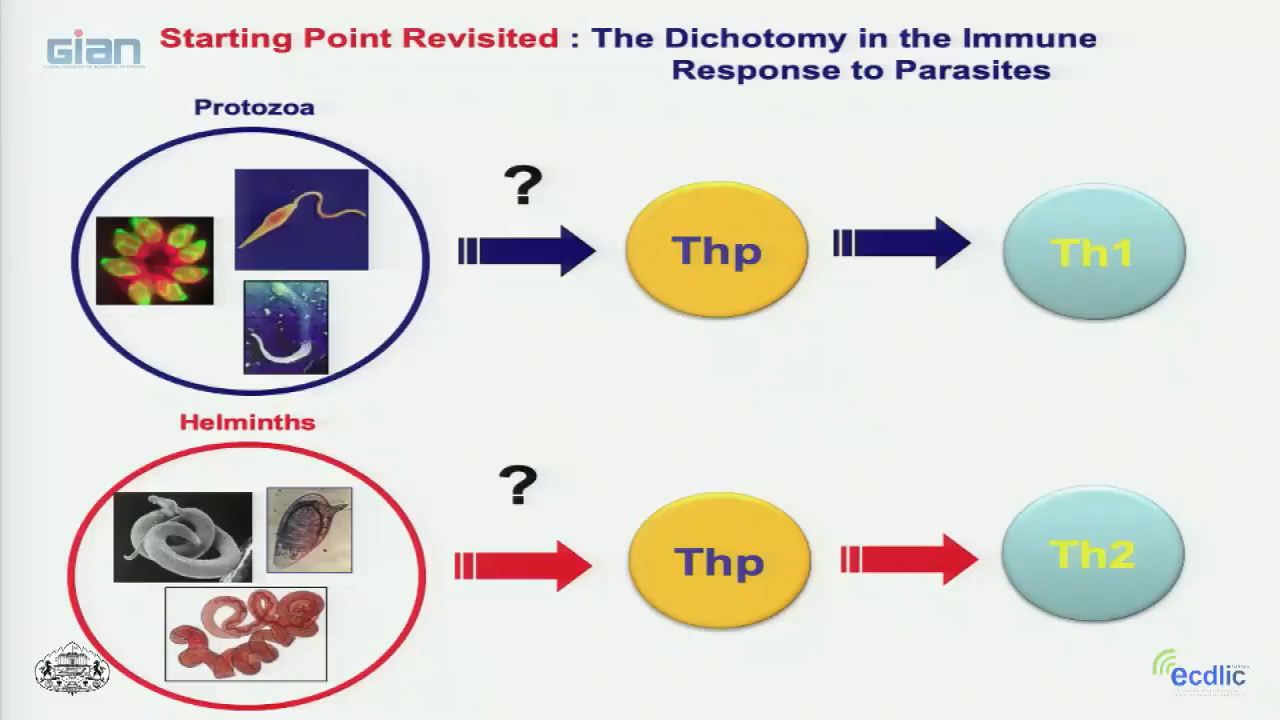 GIAN
Starting Point Revisited : The Dichotomy in the Immune
Response to Parasites
Protozoa
?
Thp
Th1
Helminths
?
Thp
Th2
ecdlic